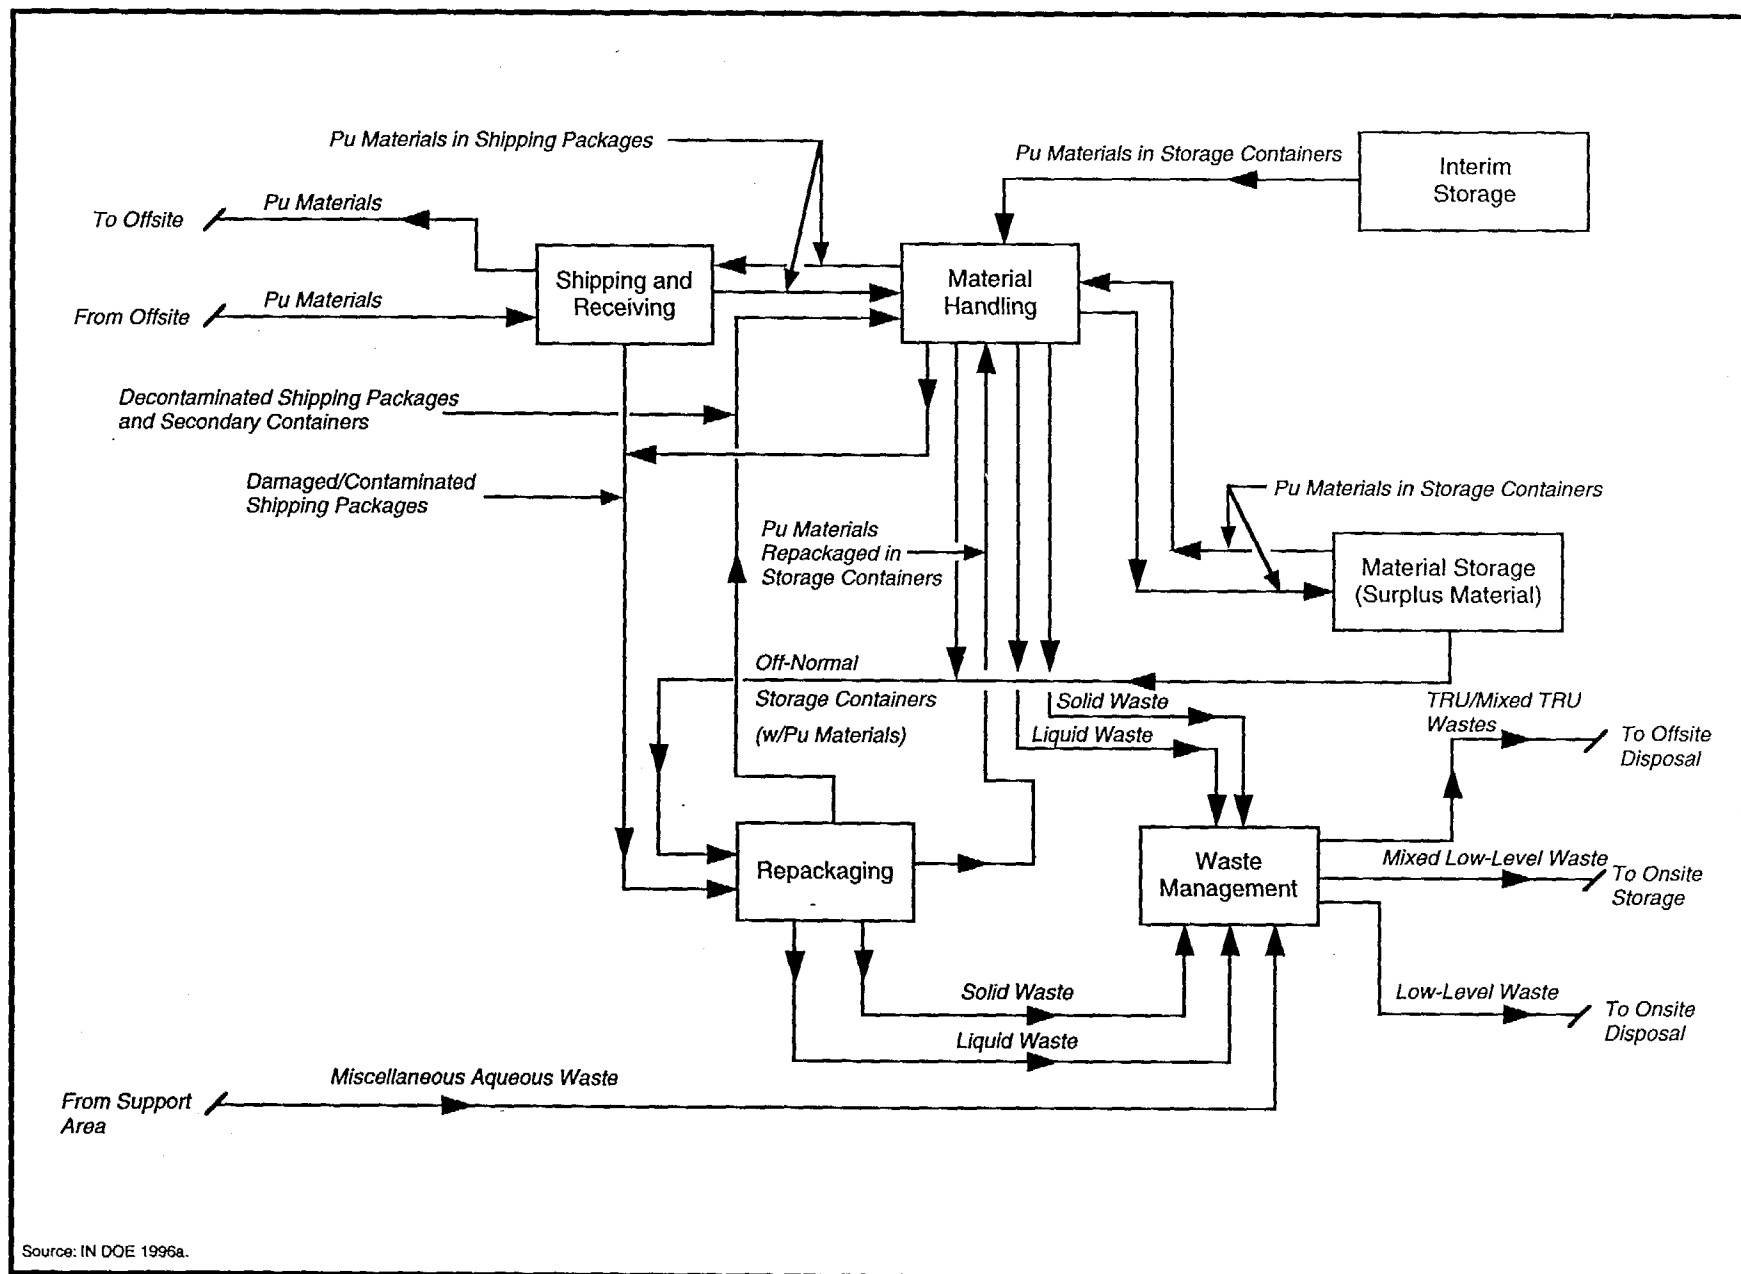 Pu Materials in Shipping Packages
Pu Materials in Storage Containers
Interim
Storage
To Offsite
Pu Materials
From Offsite
Pu Materials
Shipping and
Receiving
Material
Handling
Decontaminated Shipping Packages
and Secondary Containers
Damaged/Contaminated
Shipping Packages
Pu Materials
Repackaged in
Storage Containers
Pu Materials in Storage Containers
Material Storage
(Surplus Material)
Off-Normal
Storage Containers
(w/Pu Materials)
Solid Waste
Liquid Waste
TRU/Mixed TRU
Wastes
To Offsite
Disposal
Repackaging
Waste
Management
Mixed Low-Level Waste
To Onsite
Storage
Low-Level Waste
To Onsite
Disposal
Solid Waste
Liquid Waste
Miscellaneous Aqueous Waste
From Support
Area
Source: IN DOE 1996a.